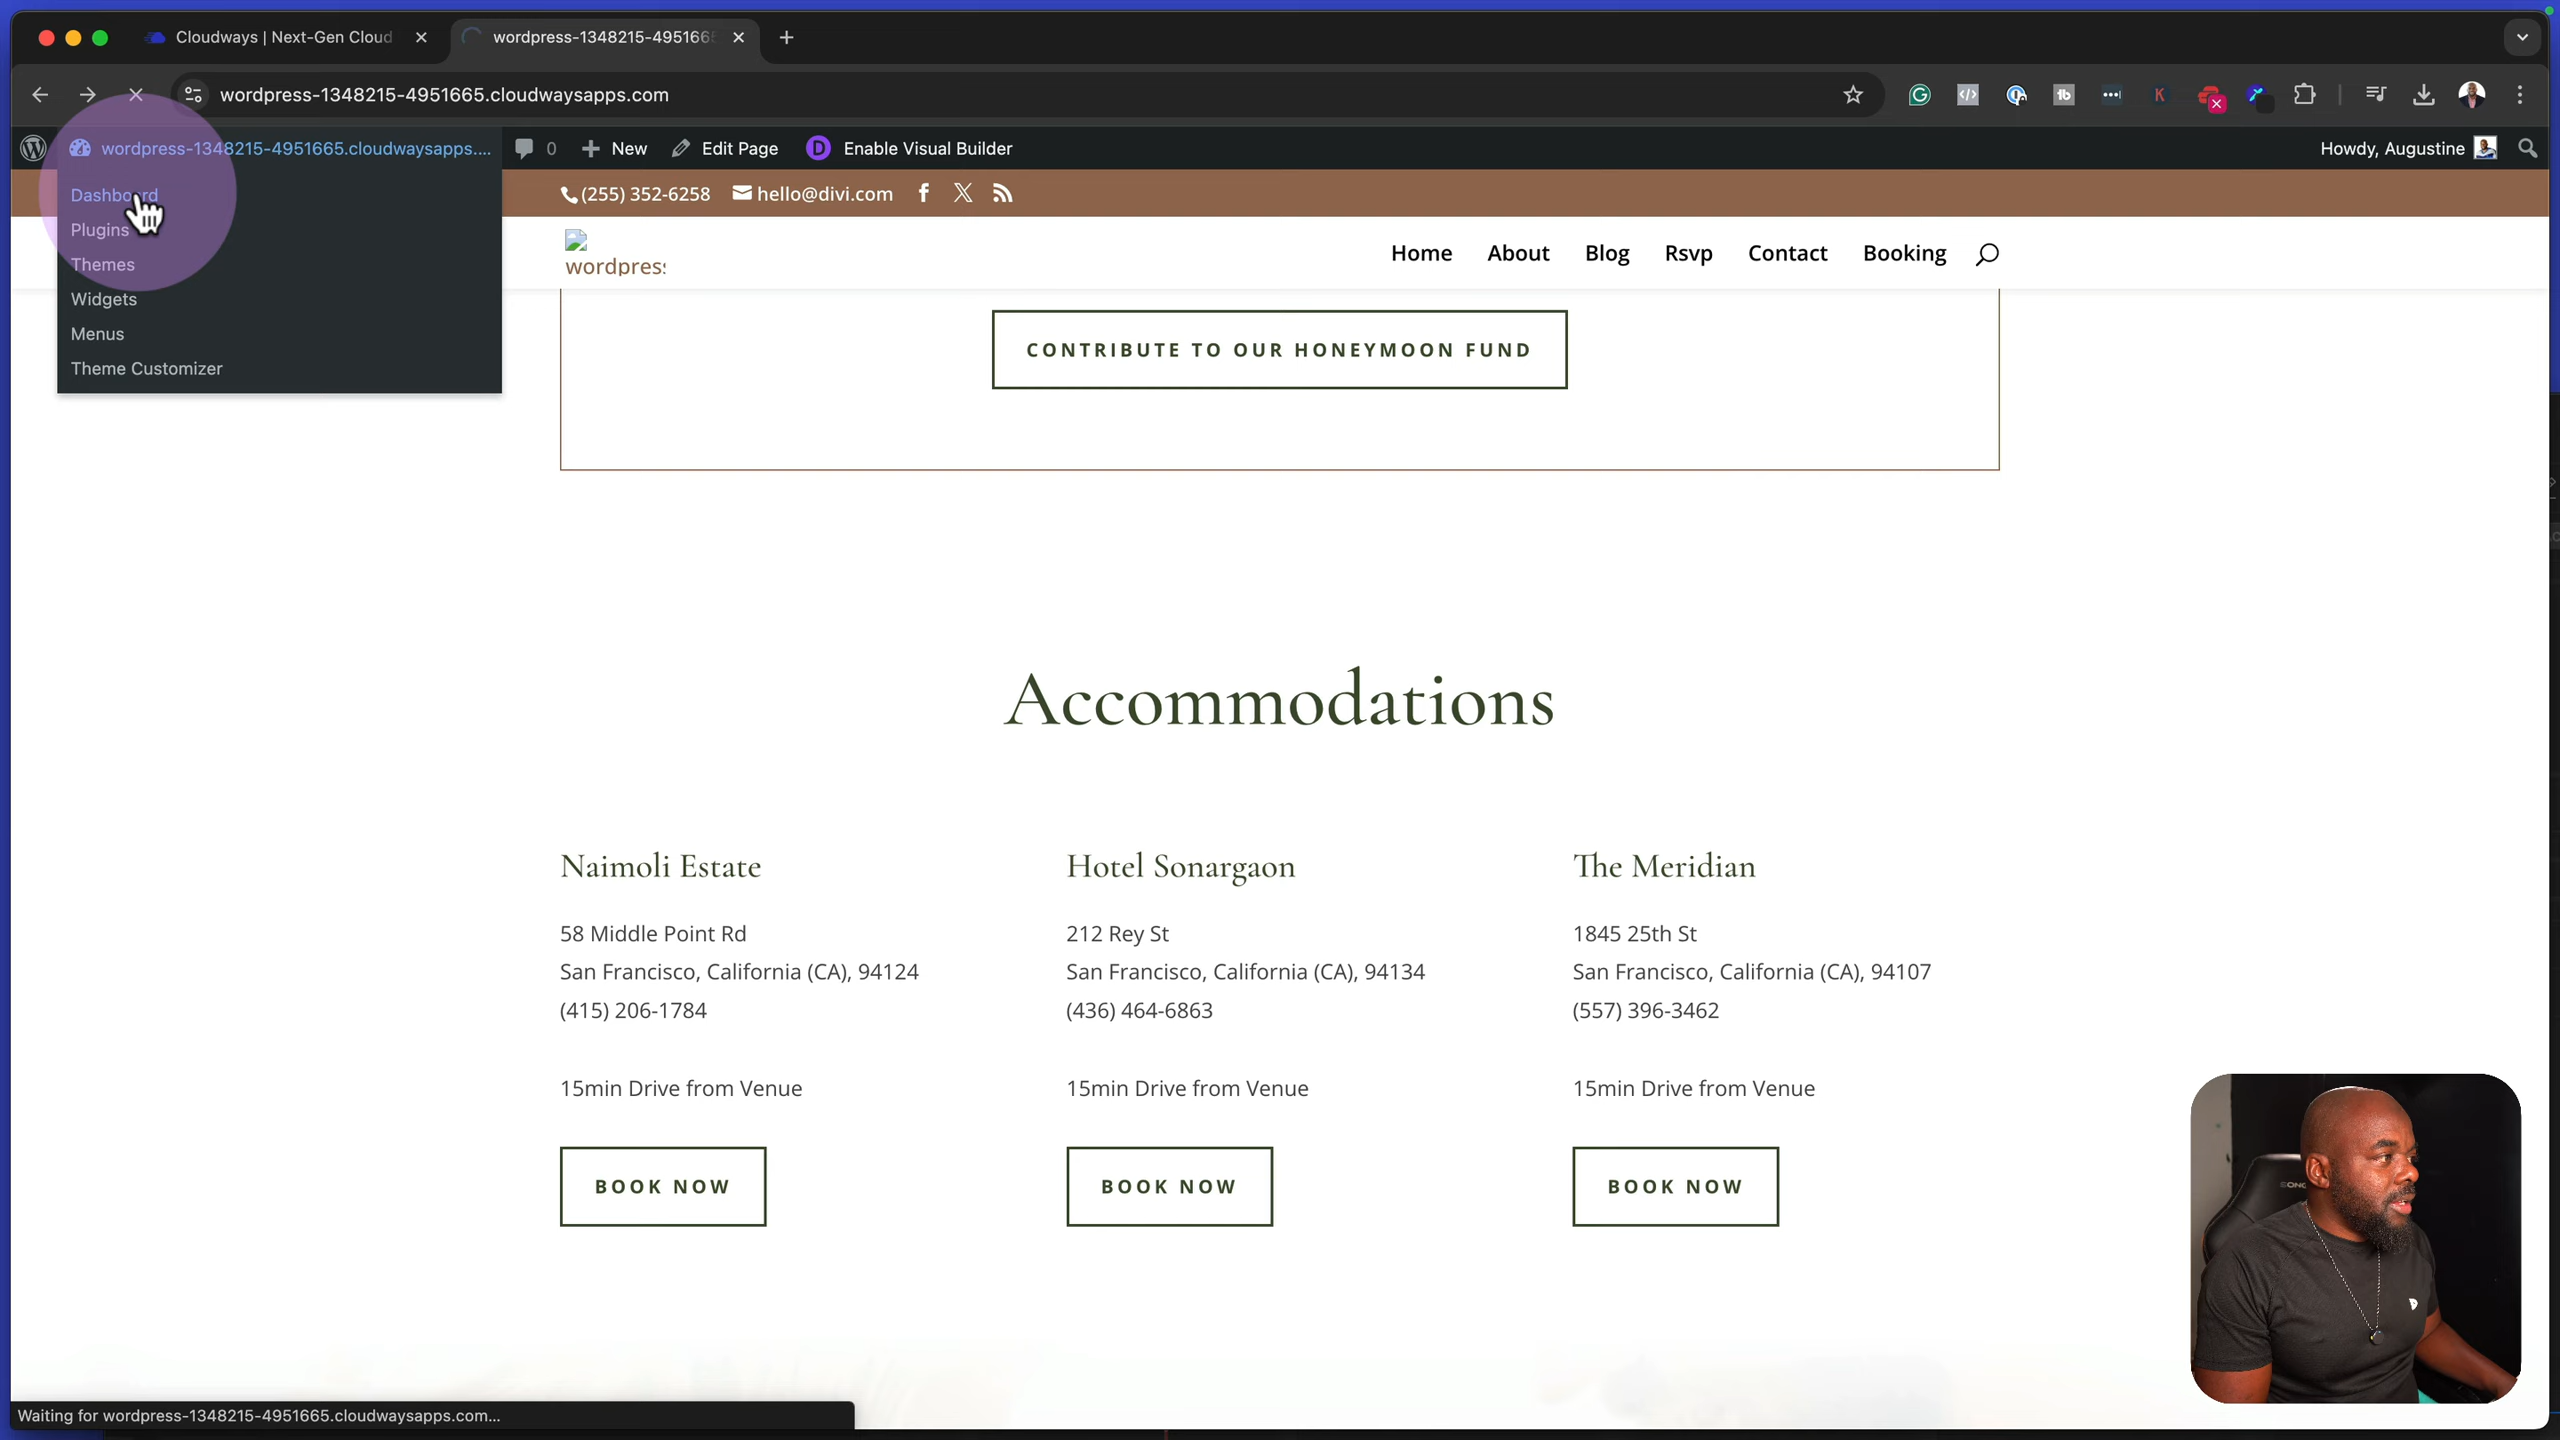 Cloudways | Next-Gen Cloud
wordpress-1348215-495166
wordpress-1348215-4951665.cloudwaysapps.com
wordpress-1348215-4951665.cloudwaysapps....
0
New
Edit Page
D
Enable Visual Builder
Howdy, Augustine
Dashboard
Plugins
Themes
Widgets
Menus
Theme Customizer
(255) 352-6258
hello@divi.com
wordpress
Home
About
Blog
Rsvp
Contact
Booking
CONTRIBUTE TO OUR HONEYMOON FUND
Accommodations
Naimoli Estate
58 Middle Point Rd
San Francisco, California (CA), 94124
(415) 206-1784
15min Drive from Venue
BOOK NOW
Hotel Sonargaon
212 Rey St
San Francisco, California (CA), 94134
(436) 464-6863
15min Drive from Venue
BOOK NOW
The Meridian
1845 25th St
San Francisco, California (CA), 94107
(557) 396-3462
15min Drive from Venue
BOOK NOW
Waiting for wordpress-1348215-4951665.cloudwaysapps.com...